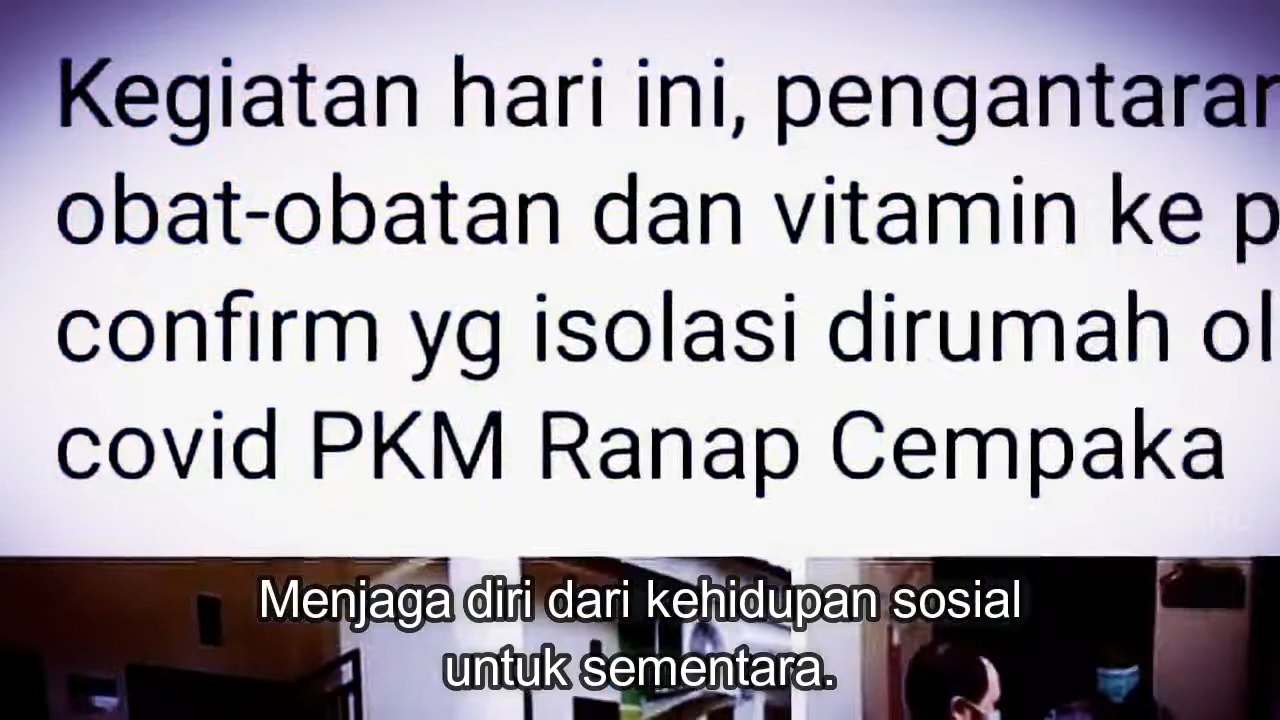 Kegiatan hari ini, pengantaran
obat-obatan dan vitamin ke
confirm yg isolasi dirumah
covid PKM Ranap Cempaka
Menjaga diri dari kehidupan sosial
untuk sementara.